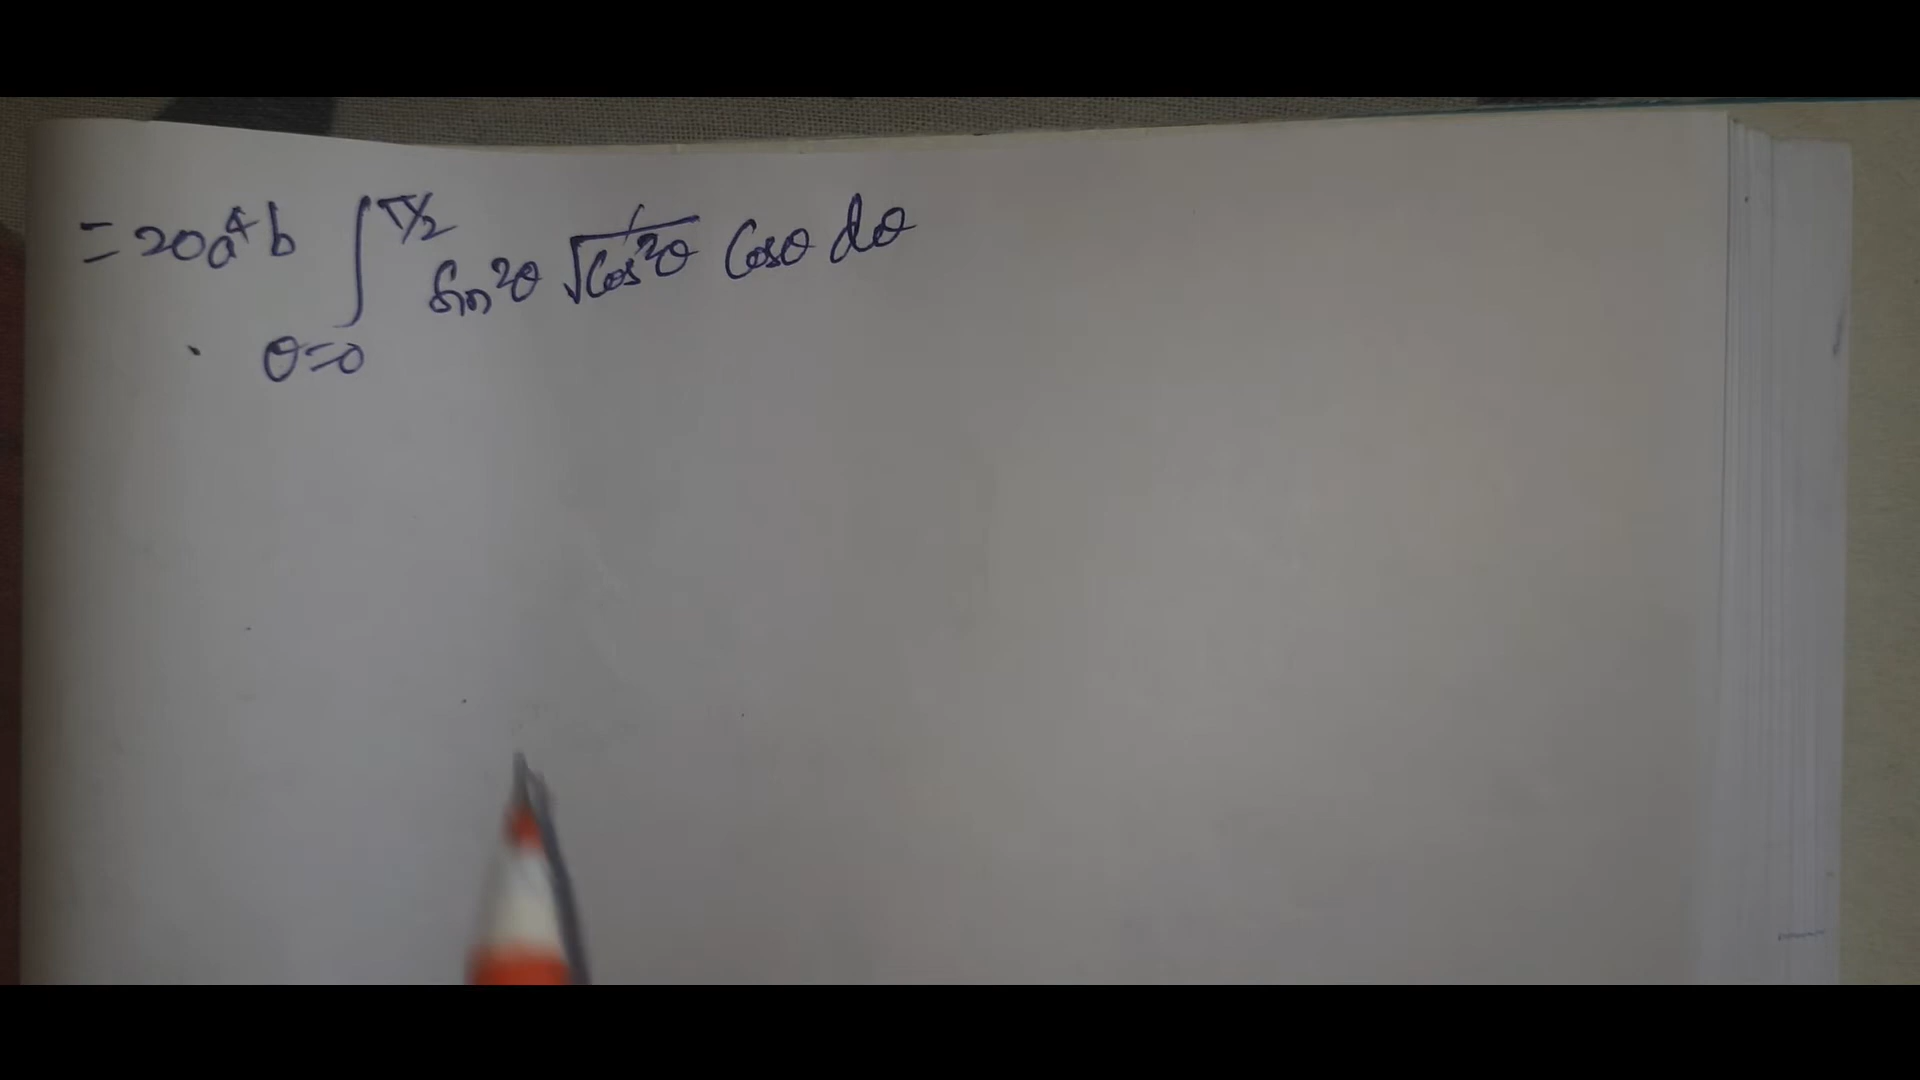 = 20a⁴b ∫_{θ=0}^{π/2} Sin²θ √(Cos²θ) Cosθ dθ